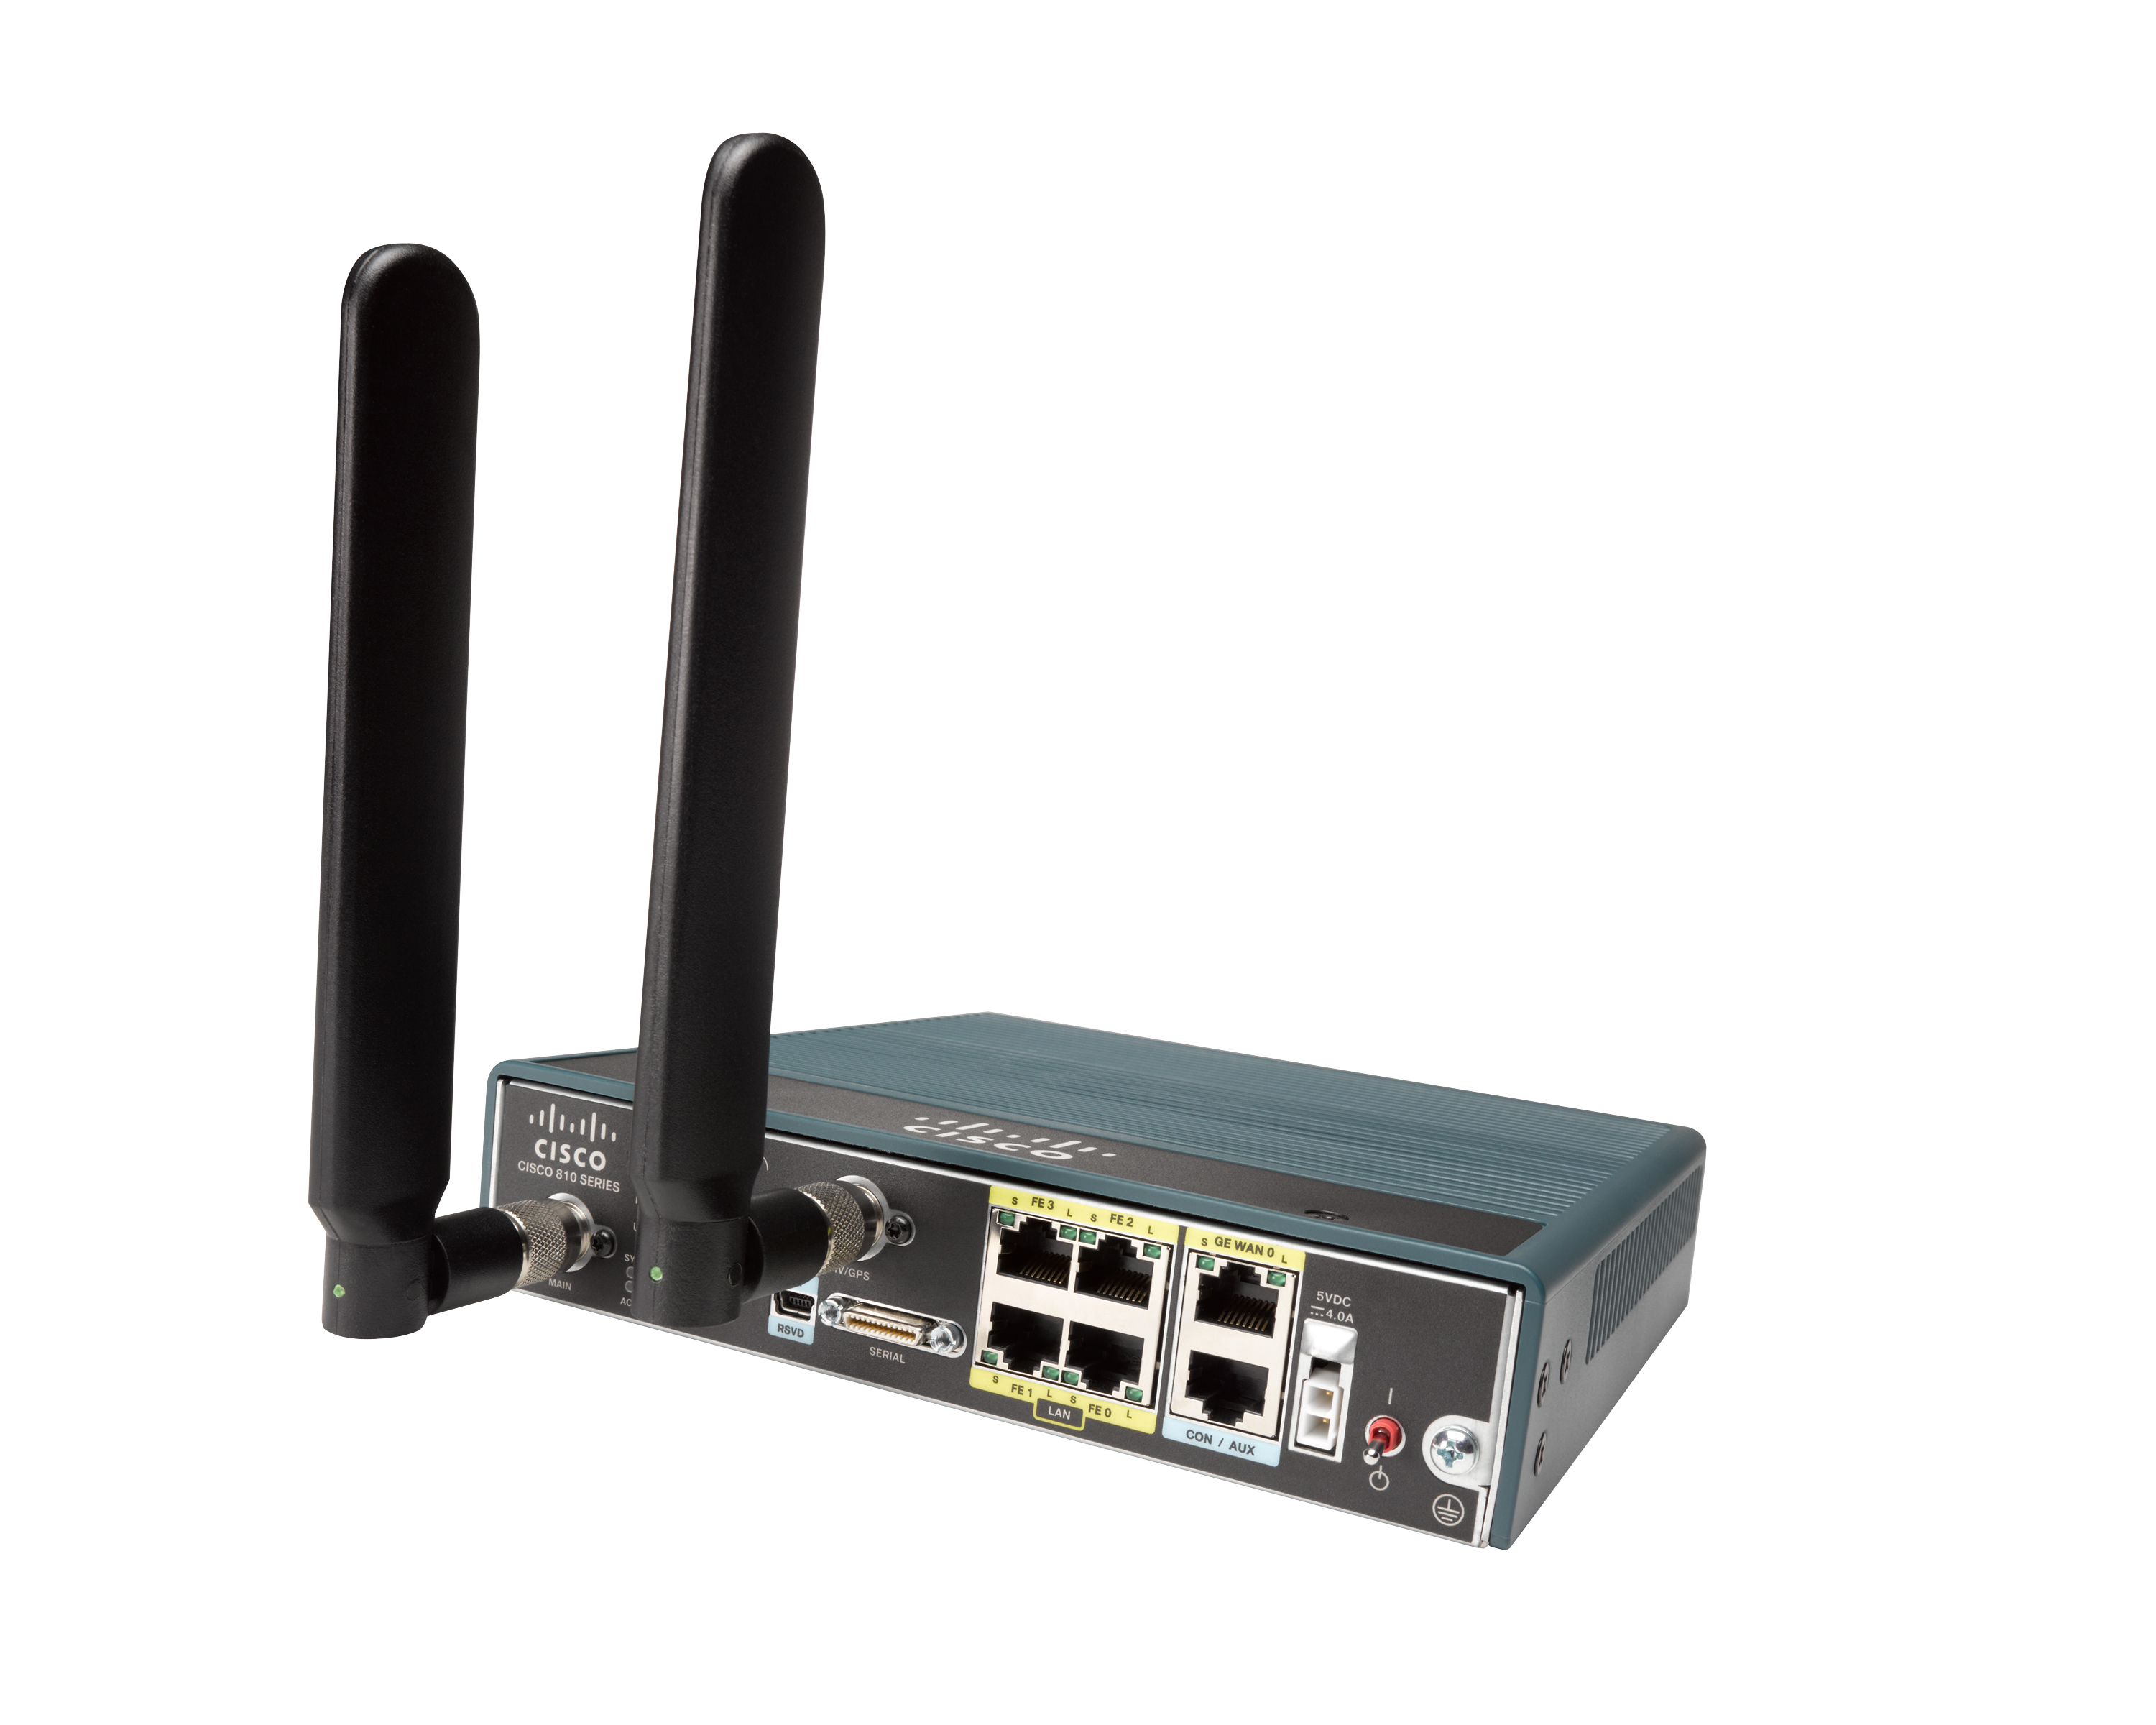 CISCO
CISCO 810 SERIES
MAIN
CISCO
RSVD
SERIAL
S FE 3 L S FE 2 L
S FE 1 L S FE 0 L
LAN
S GE WAN 0 L
CON / AUX
5VDC
4.0A